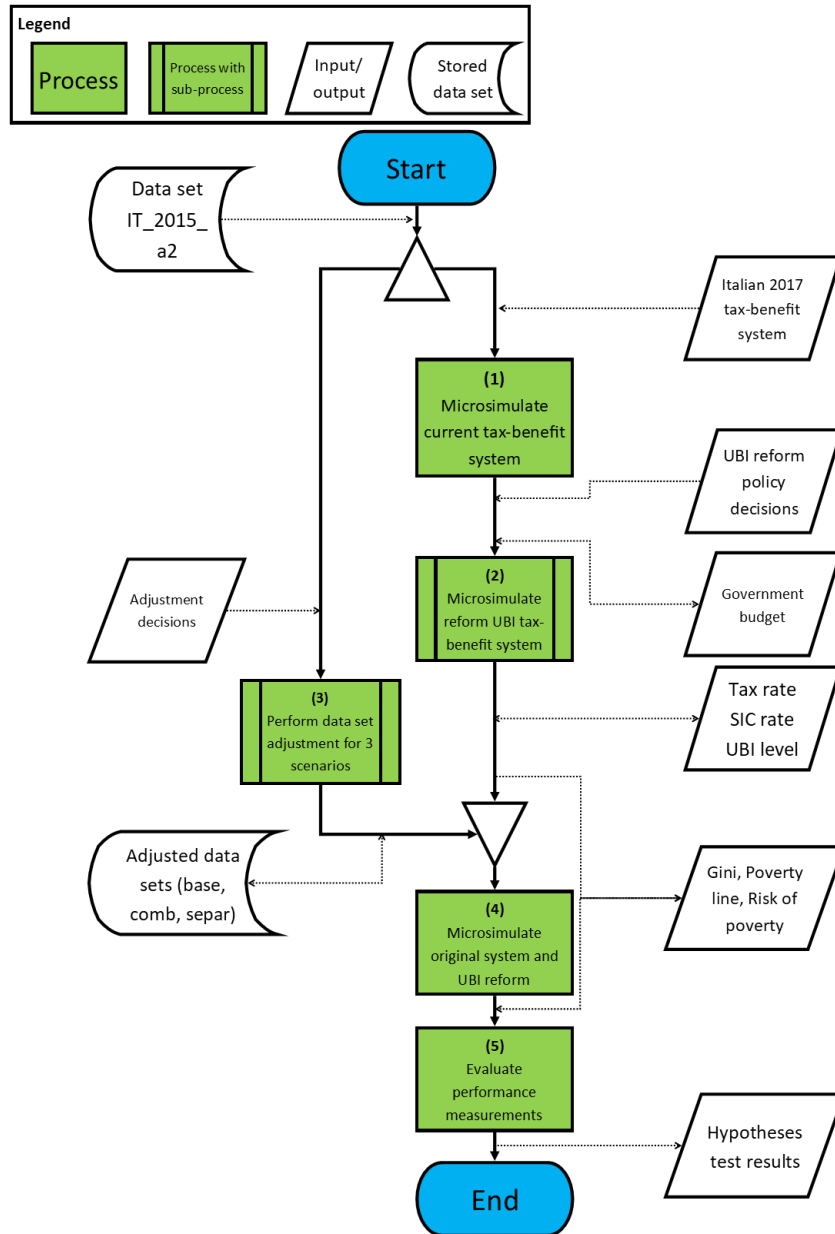 Legend
Process
Process with
sub-process
Input/
output
Stored
data set
Start
Data set
IT_2015_
a2
Italian 2017
tax-benefit
system
(1)
Microsimulate
current tax-benefit
system
UBI reform
policy
decisions
Adjustment
decisions
(2)
Microsimulate
reform UBI tax-
benefit system
Government
budget
(3)
Perform data set
adjustment for 3
scenarios
Tax rate
SIC rate
UBI level
Adjusted data
sets (base,
comb, separ)
Gini, Poverty
line, Risk of
poverty
(4)
Microsimulate
original system and
UBI reform
(5)
Evaluate
performance
measurements
Hypotheses
test results
End